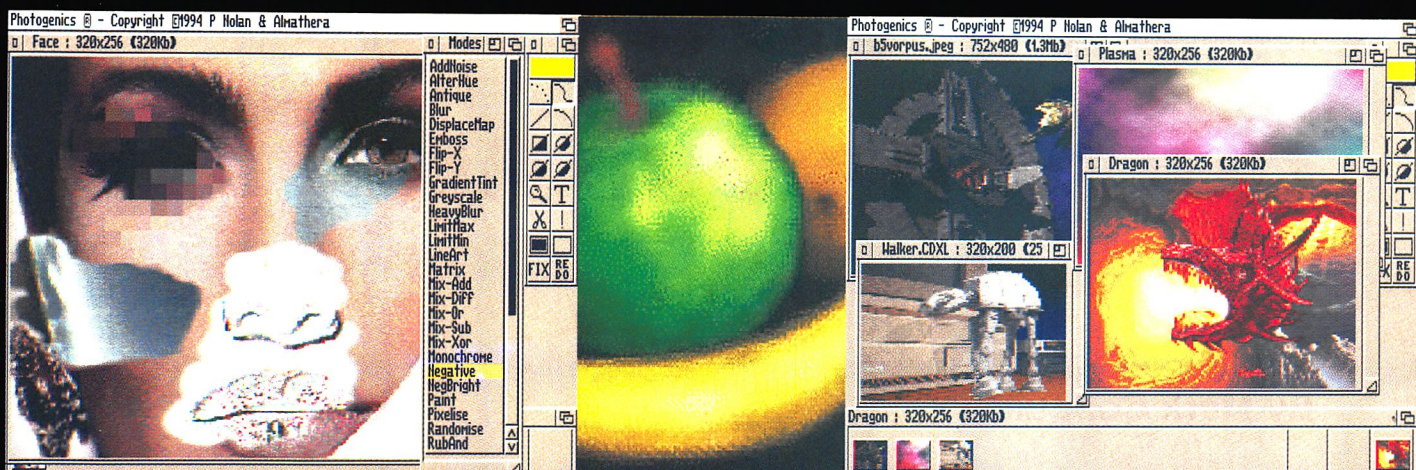 Photogenics ® - Copyright ©1994 P Nolan & Almathera
Face : 320x256 (320Kb)
Modes
AddNoise
AlterHue
Antique
Blur
DisplaceMap
Emboss
Flip-X
Flip-Y
GradientTint
Greyscale
HeavyBlur
LimitMax
LimitMin
LineArt
Matrix
Mix-Add
Mix-Diff
Mix-Or
Mix-Sub
Mix-Xor
Monochrome
Negative
NegBright
Paint
Pixelise
Randomise
RubAnd
T
FIX
RE
DO
Photogenics ® - Copyright ©1994 P Nolan & Almathera
b5vorpus.jpeg : 752x480 (1.3Mb)
Plasma : 320x256 (320Kb)
Dragon : 320x256 (320Kb)
Walker.CDXL : 320x200 (25
T
X
RE
DO
Dragon : 320x256 (320Kb)